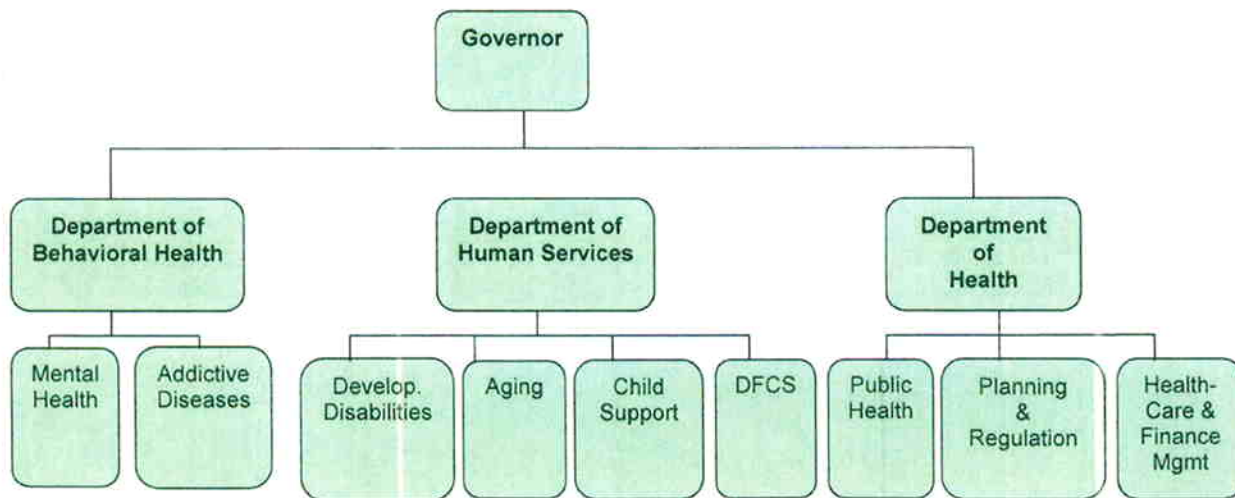 Governor
Department of
Behavioral Health
Department of
Human Services
Department
of
Health
Mental
Health
Addictive
Diseases
Develop.
Disabilities
Aging
Child
Support
DFCS
Public
Health
Planning
&
Regulation
Health-
Care &
Finance
Mgmt